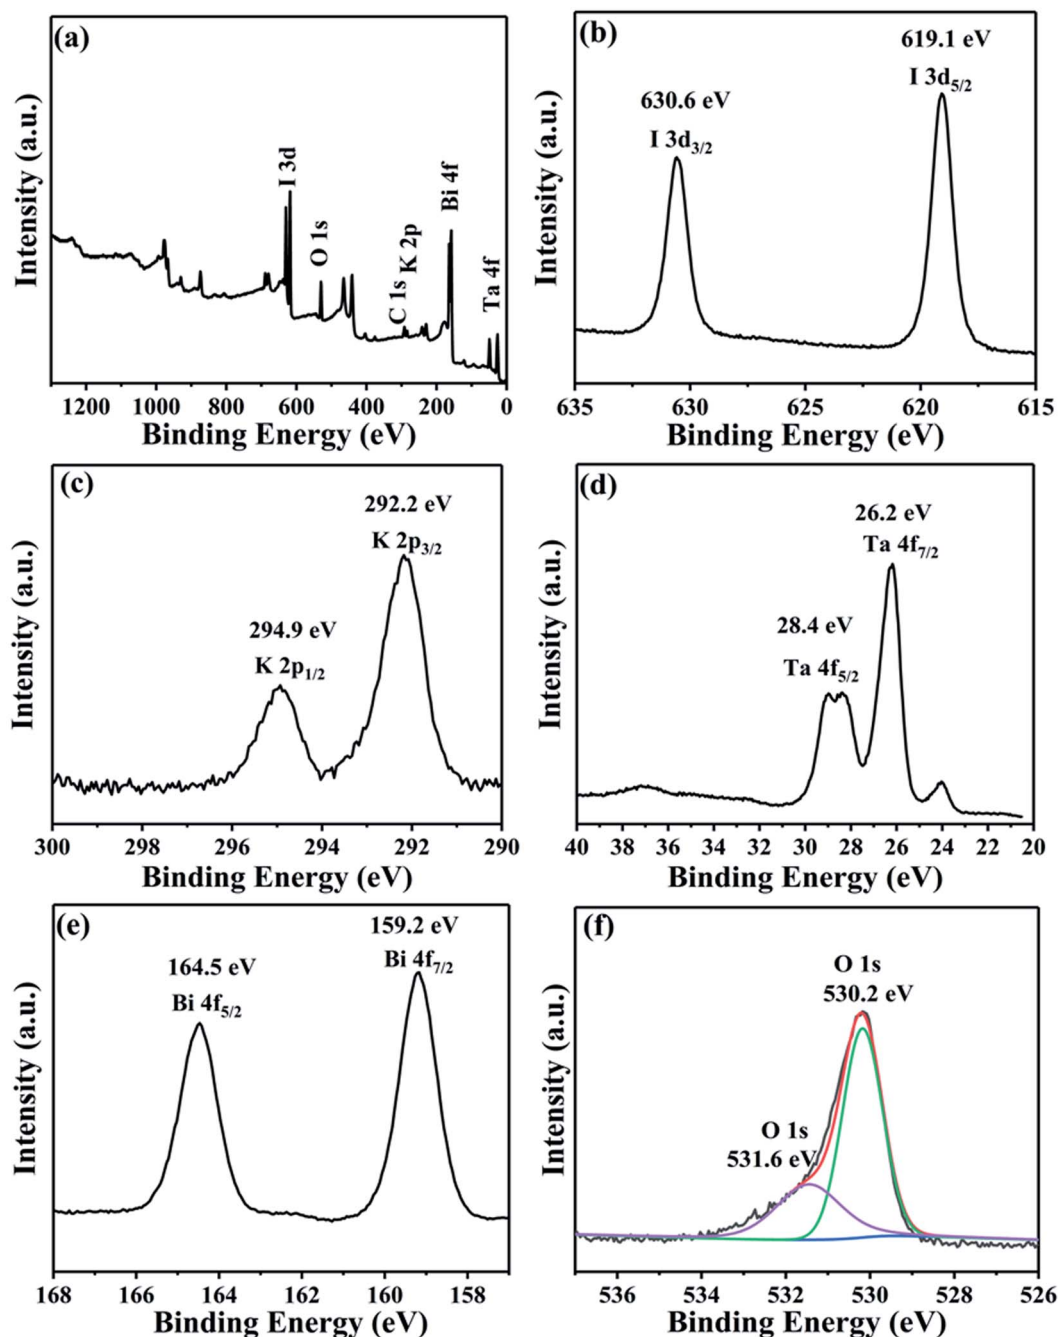 (a)
I 3d
O 1s
C 1s
K 2p
Bi 4f
Ta 4f
Intensity (a.u.)
1300 1000 800 600 400 200 0
Binding Energy (eV)
(b)
619.1 eV
I 3d5/2
630.6 eV
I 3d3/2
Intensity (a.u.)
635 630 625 620 615
Binding Energy (eV)
(c)
292.2 eV
K 2p3/2
294.9 eV
K 2p1/2
Intensity (a.u.)
300 298 296 294 292 290
Binding Energy (eV)
(d)
26.2 eV
Ta 4f7/2
28.4 eV
Ta 4f5/2
Intensity (a.u.)
40 38 36 34 32 30 28 26 24 22 20
Binding Energy (eV)
(e)
159.2 eV
Bi 4f7/2
164.5 eV
Bi 4f5/2
Intensity (a.u.)
168 166 164 162 160 158
Binding Energy (eV)
(f)
O 1s
530.2 eV
O 1s
531.6 eV
Intensity (a.u.)
536 534 532 530 528 526
Binding Energy (eV)